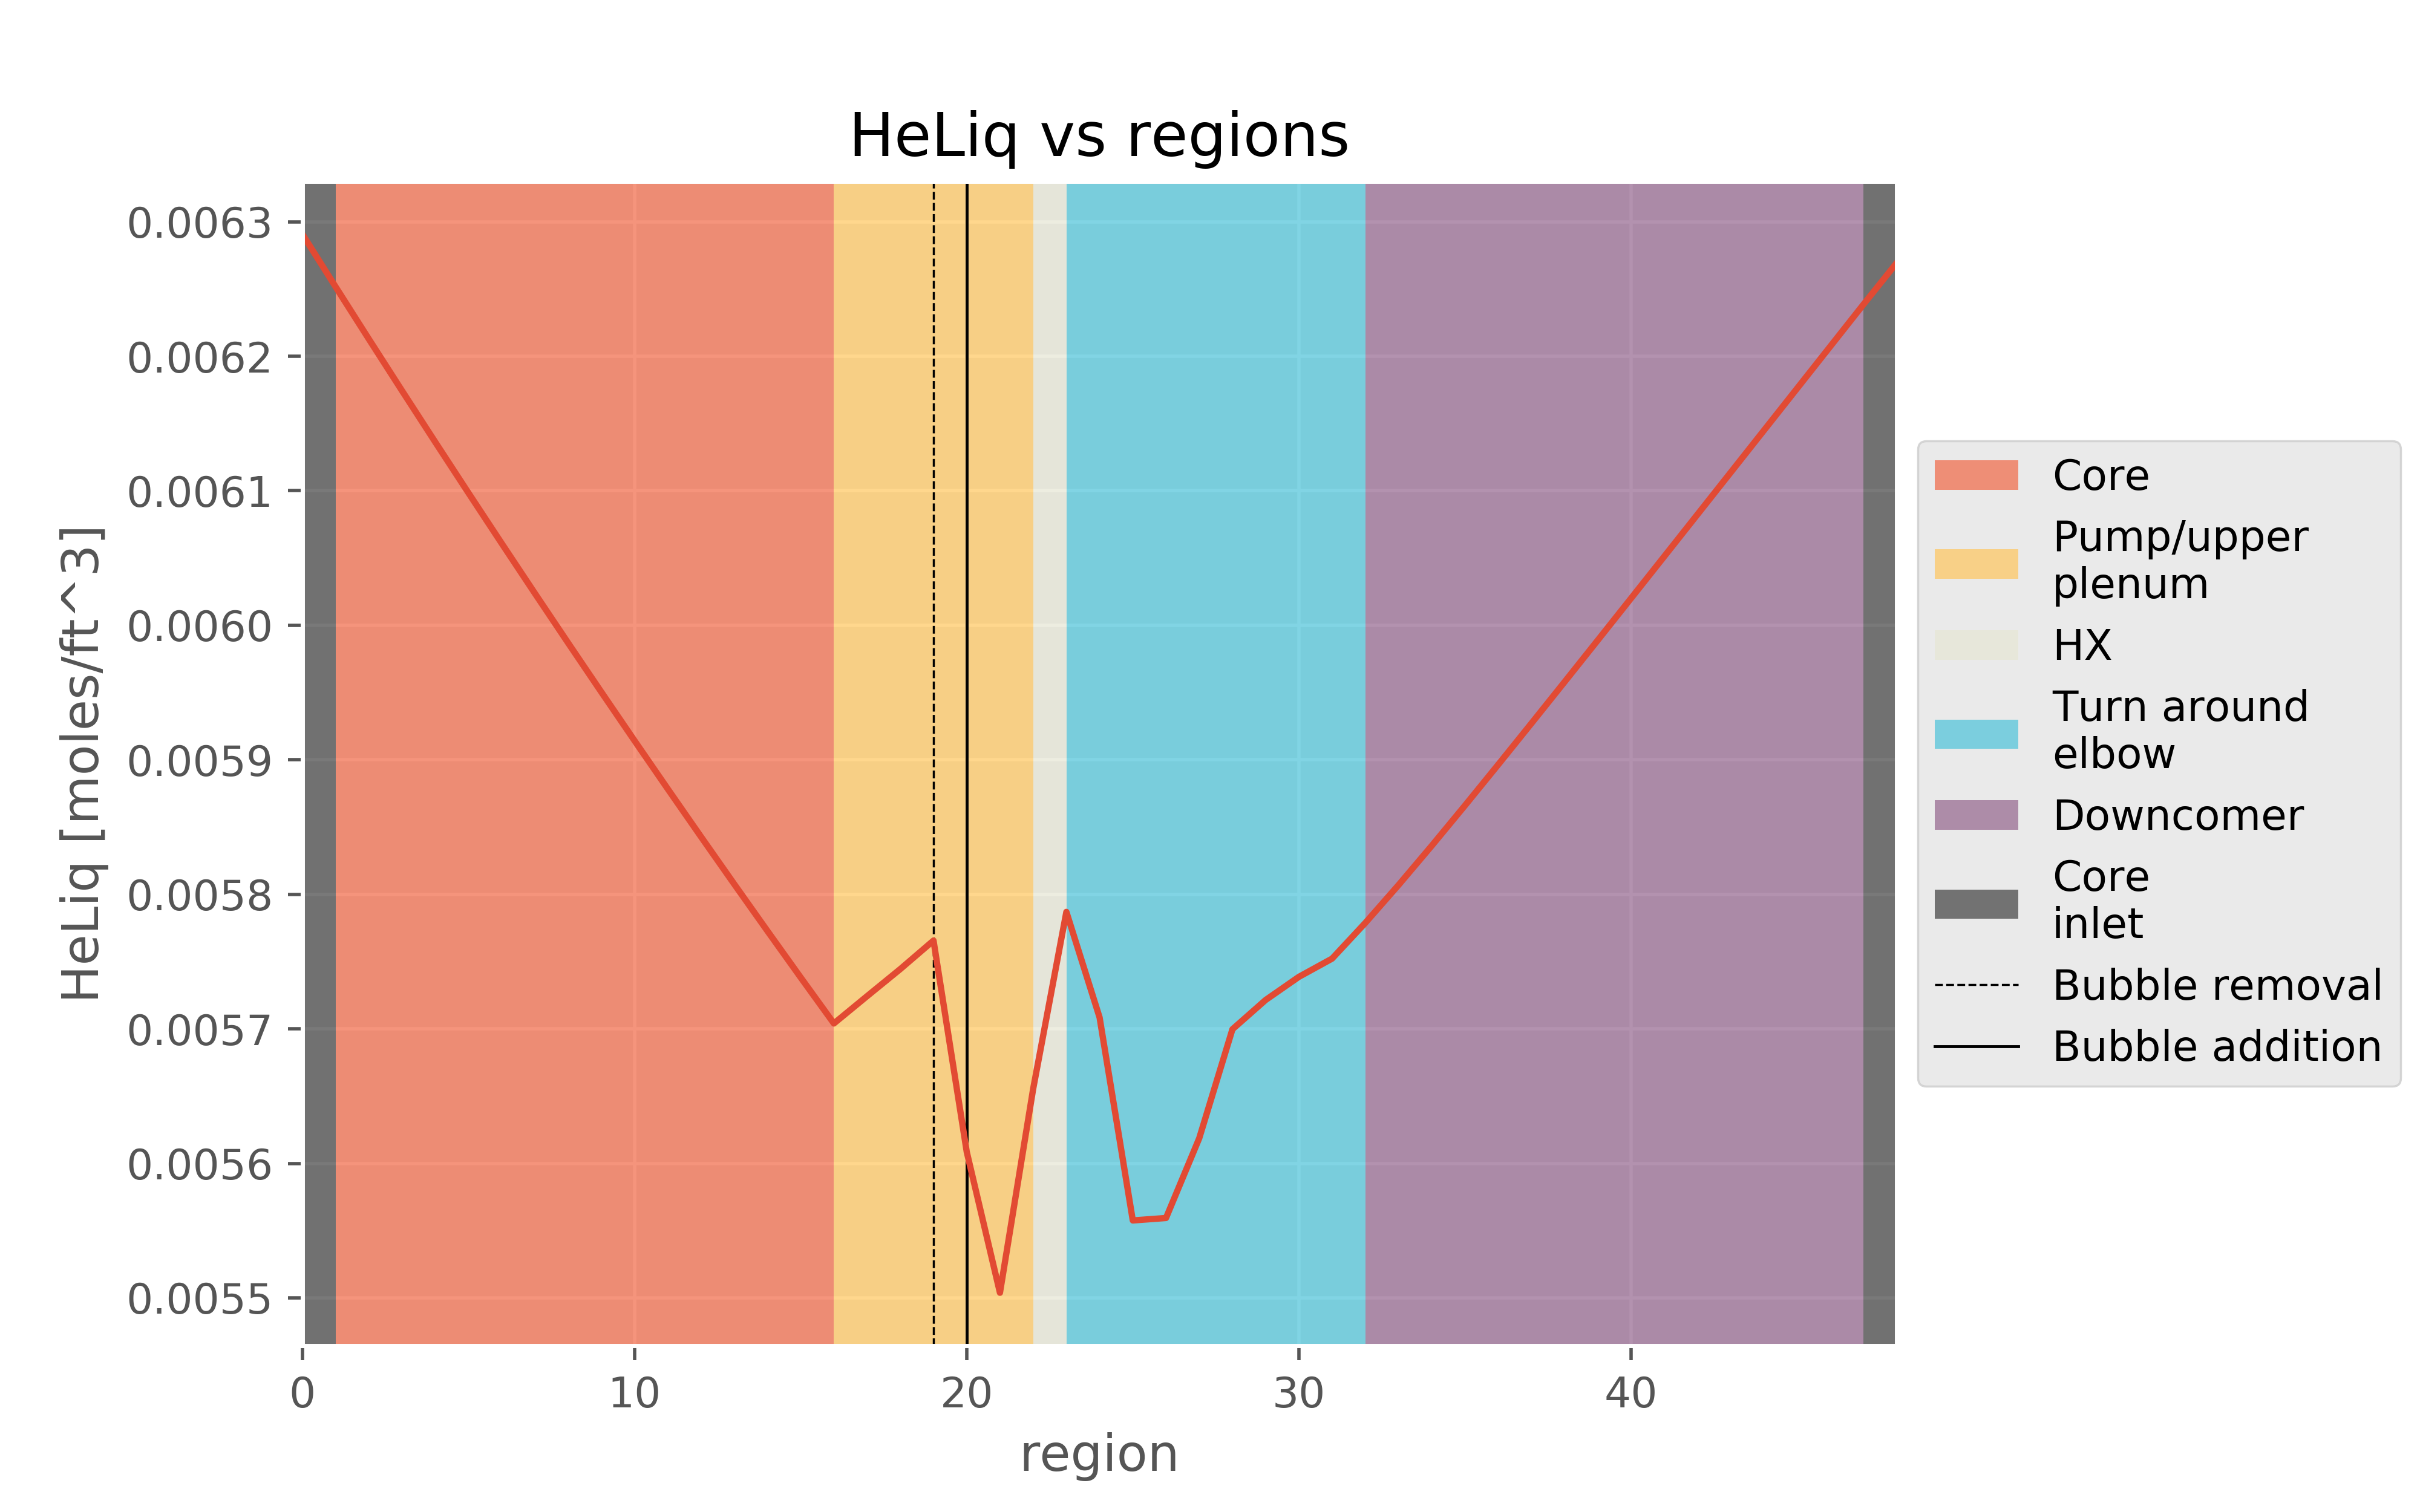 HeLiq vs regions
HeLiq [moles/ft^3]
0.0063
0.0062
0.0061
0.0060
0.0059
0.0058
0.0057
0.0056
0.0055
0
10
20
30
40
region
Core
Pump/upper
plenum
HX
Turn around
elbow
Downcomer
Core
inlet
Bubble removal
Bubble addition